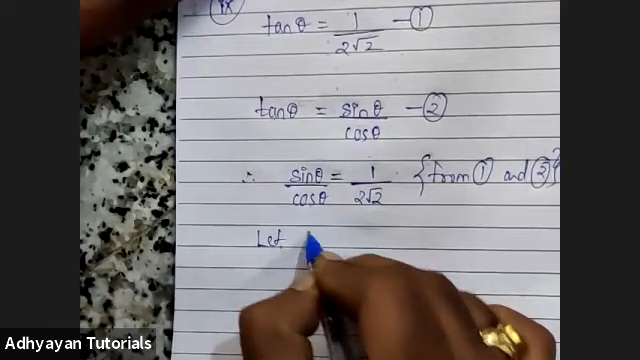 ix
tanθ = 1/2√2 — ①
tanθ = sinθ/cosθ — ②
∴ sinθ/cosθ = 1/2√2 {from ① and ②}
Let
Adhyayan Tutorials